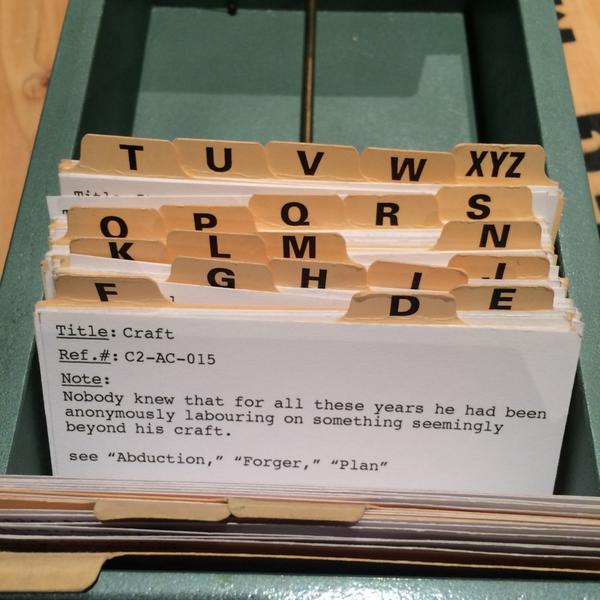 T U V W XYZ
Title:
O P Q R S
K L M N
G H I J
F D E
Title: Craft
Ref.#: C2-AC-015
Note:
Nobody knew that for all these years he had been
anonymously labouring on something seemingly
beyond his craft.
see “Abduction,” “Forger,” “Plan”